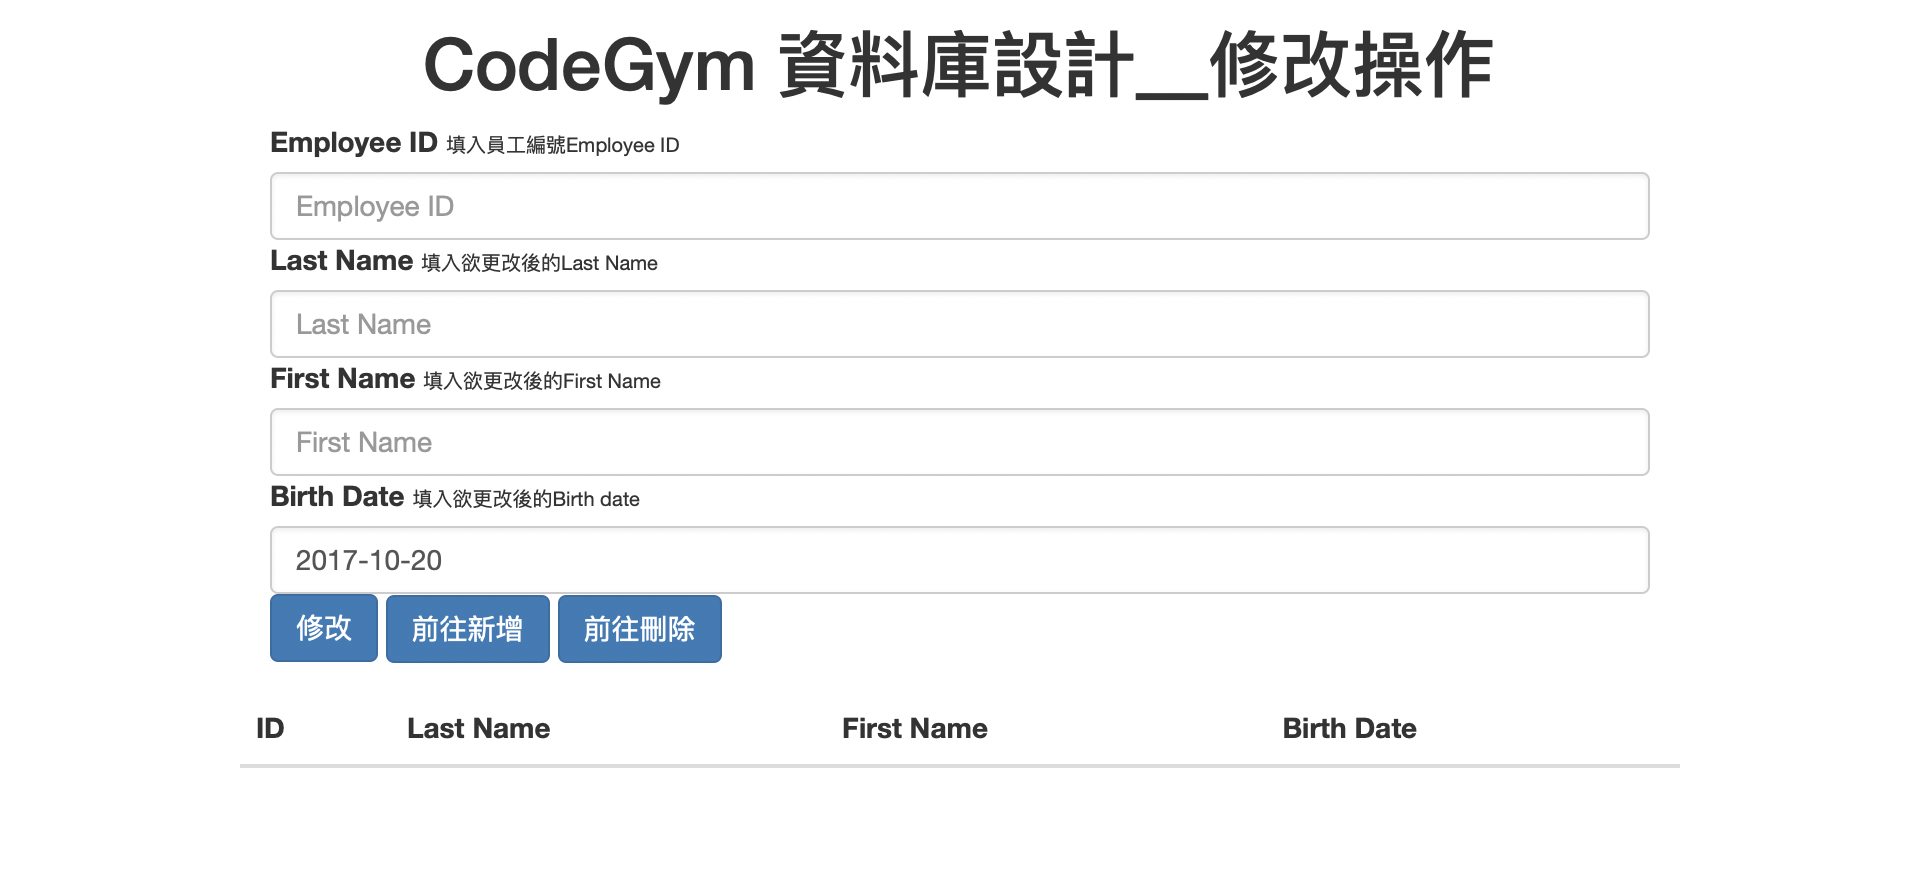 CodeGym 資料庫設計__修改操作
Employee ID 填入員工編號Employee ID
Employee ID
Last Name 填入欲更改後的Last Name
Last Name
First Name 填入欲更改後的First Name
First Name
Birth Date 填入欲更改後的Birth date
2017-10-20
修改 前往新增 前往刪除
ID Last Name First Name Birth Date